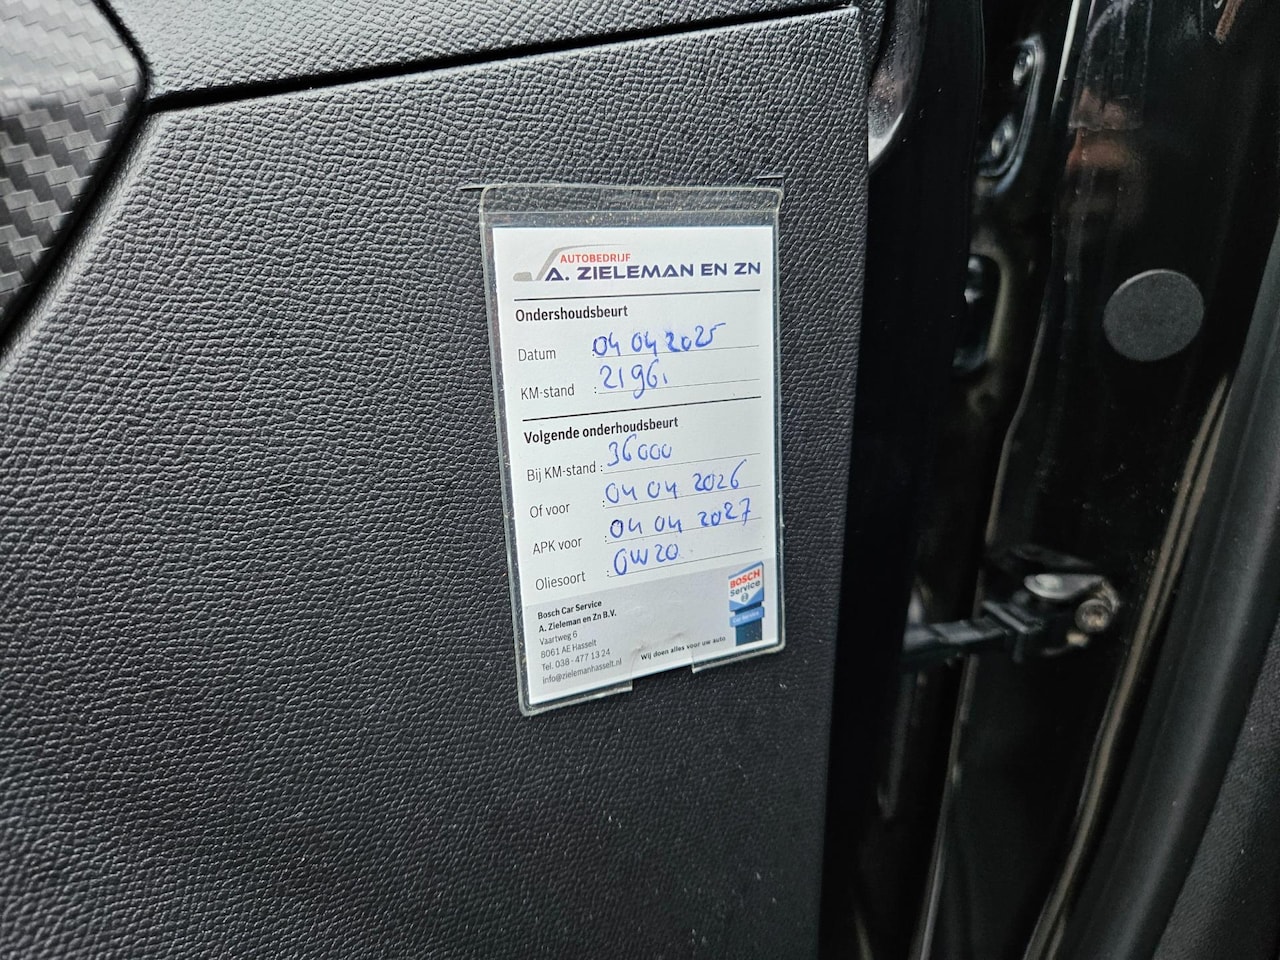 AUTOBEDRIJF
A. ZIELEMAN EN ZN
Ondershoudsbeurt
Datum : 04 04 2025
KM-stand : 21961
Volgende onderhoudsbeurt
Bij KM-stand : 36000
Of voor : 04 04 2026
APK voor : 04 04 2027
Oliesoort : 0W20
Bosch Car Service
A. Zieleman en Zn B.V.
Vaartweg 6
8061 AE Hasselt
Tel. 038 - 477 13 24
info@zielemanhasselt.nl
Wij doen alles voor uw auto
BOSCH
Service
Car Service